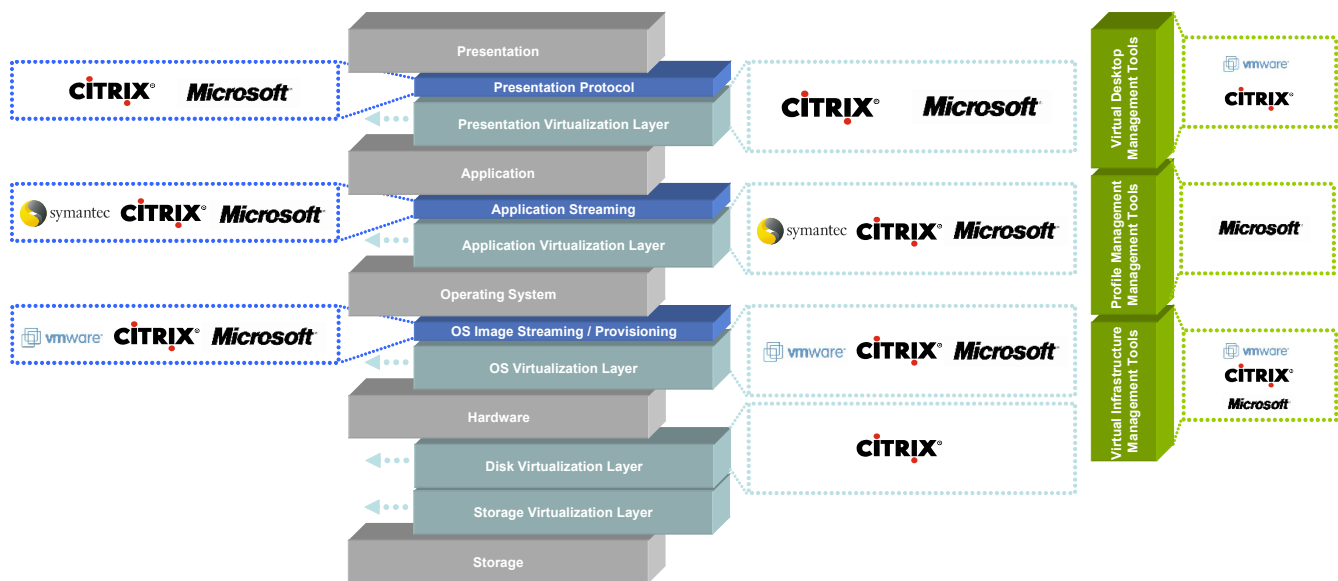 Presentation
Presentation Protocol
Presentation Virtualization Layer
Application
Application Streaming
Application Virtualization Layer
Operating System
OS Image Streaming / Provisioning
OS Virtualization Layer
Hardware
Disk Virtualization Layer
Storage Virtualization Layer
Storage
CITRIX® Microsoft
symantec CITRIX® Microsoft
vmware CITRIX® Microsoft
CITRIX® Microsoft
symantec CITRIX® Microsoft
vmware CITRIX® Microsoft
CITRIX
Virtual Desktop
Management Tools
Profile Management
Management Tools
Virtual Infrastructure
Management Tools
vmware
CITRIX®
Microsoft
vmware
CITRIX®
Microsoft